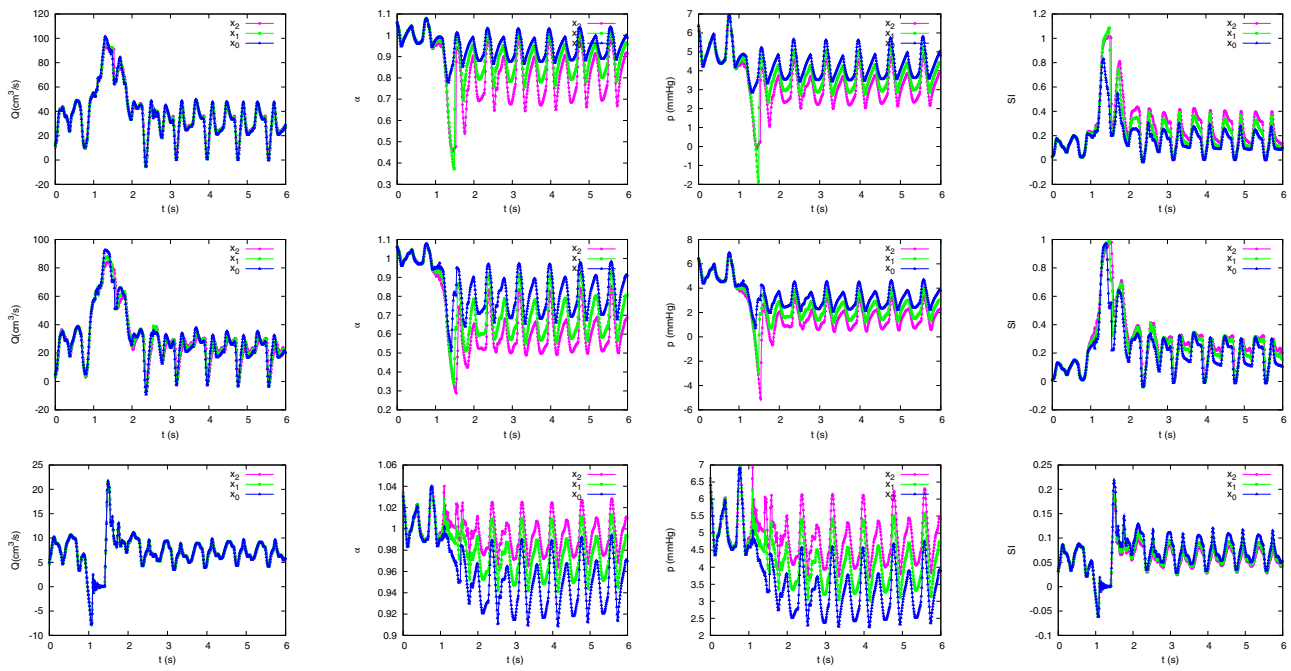 120
100
80
60
40
20
0
-20
Q(cm³/s)
x₂
x₁
x₀
0 1 2 3 4 5 6
t (s)
1.1
1
0.9
0.8
0.7
0.6
0.5
0.4
0.3
α
x₂
x₁
x₀
0 1 2 3 4 5 6
t (s)
7
6
5
4
3
2
1
0
-1
-2
p (mmHg)
x₂
x₁
x₀
0 1 2 3 4 5 6
t (s)
1.2
1
0.8
0.6
0.4
0.2
0
-0.2
SI
x₂
x₁
x₀
0 1 2 3 4 5 6
t (s)
100
80
60
40
20
0
-20
Q(cm³/s)
x₂
x₁
x₀
0 1 2 3 4 5 6
t (s)
1.1
1
0.9
0.8
0.7
0.6
0.5
0.4
0.3
0.2
α
x₂
x₁
x₀
0 1 2 3 4 5 6
t (s)
8
6
4
2
0
-2
-4
-6
p (mmHg)
x₂
x₁
x₀
0 1 2 3 4 5 6
t (s)
1
0.8
0.6
0.4
0.2
0
-0.2
SI
x₂
x₁
x₀
0 1 2 3 4 5 6
t (s)
25
20
15
10
5
0
-5
-10
Q(cm³/s)
x₂
x₁
x₀
0 1 2 3 4 5 6
t (s)
1.06
1.04
1.02
1
0.98
0.96
0.94
0.92
0.9
α
x₂
x₁
x₀
0 1 2 3 4 5 6
t (s)
7
6.5
6
5.5
5
4.5
4
3.5
3
2.5
2
p (mmHg)
x₂
x₁
x₀
0 1 2 3 4 5 6
t (s)
0.25
0.2
0.15
0.1
0.05
0
-0.05
-0.1
SI
x₂
x₁
x₀
0 1 2 3 4 5 6
t (s)